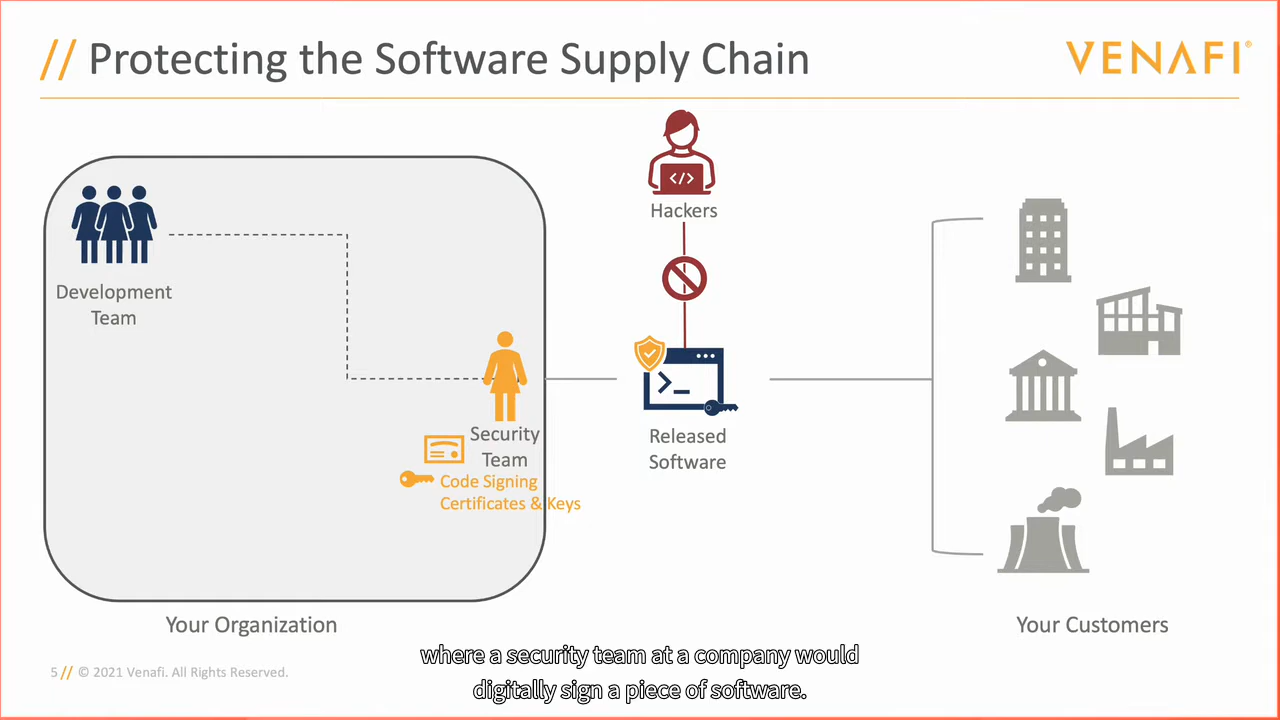 // Protecting the Software Supply Chain
VENAFI®
Hackers
</>
Development
Team
>_
Released
Software
Security
Team
Code Signing
Certificates & Keys
Your Organization
Your Customers
5 // © 2021 Venafi. All Rights Reserved.
where a security team at a company would
digitally sign a piece of software.